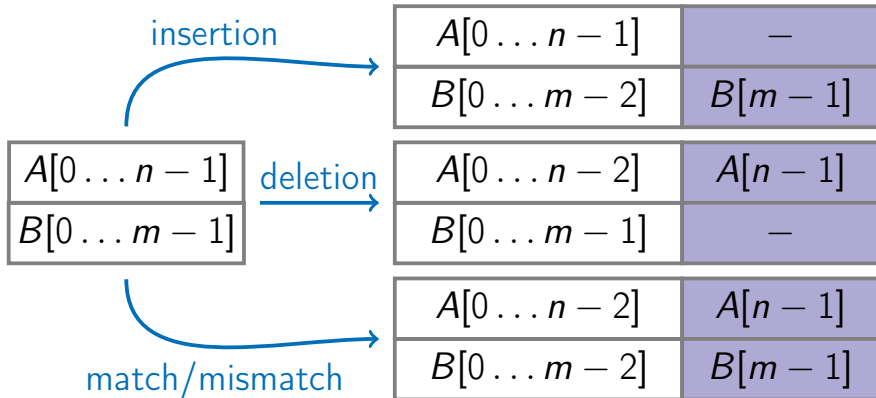 insertion
A[0 … n − 1] −
B[0 … m − 2] B[m − 1]
A[0 … n − 1]
B[0 … m − 1]
deletion
A[0 … n − 2] A[n − 1]
B[0 … m − 1] −
match/mismatch
A[0 … n − 2] A[n − 1]
B[0 … m − 2] B[m − 1]